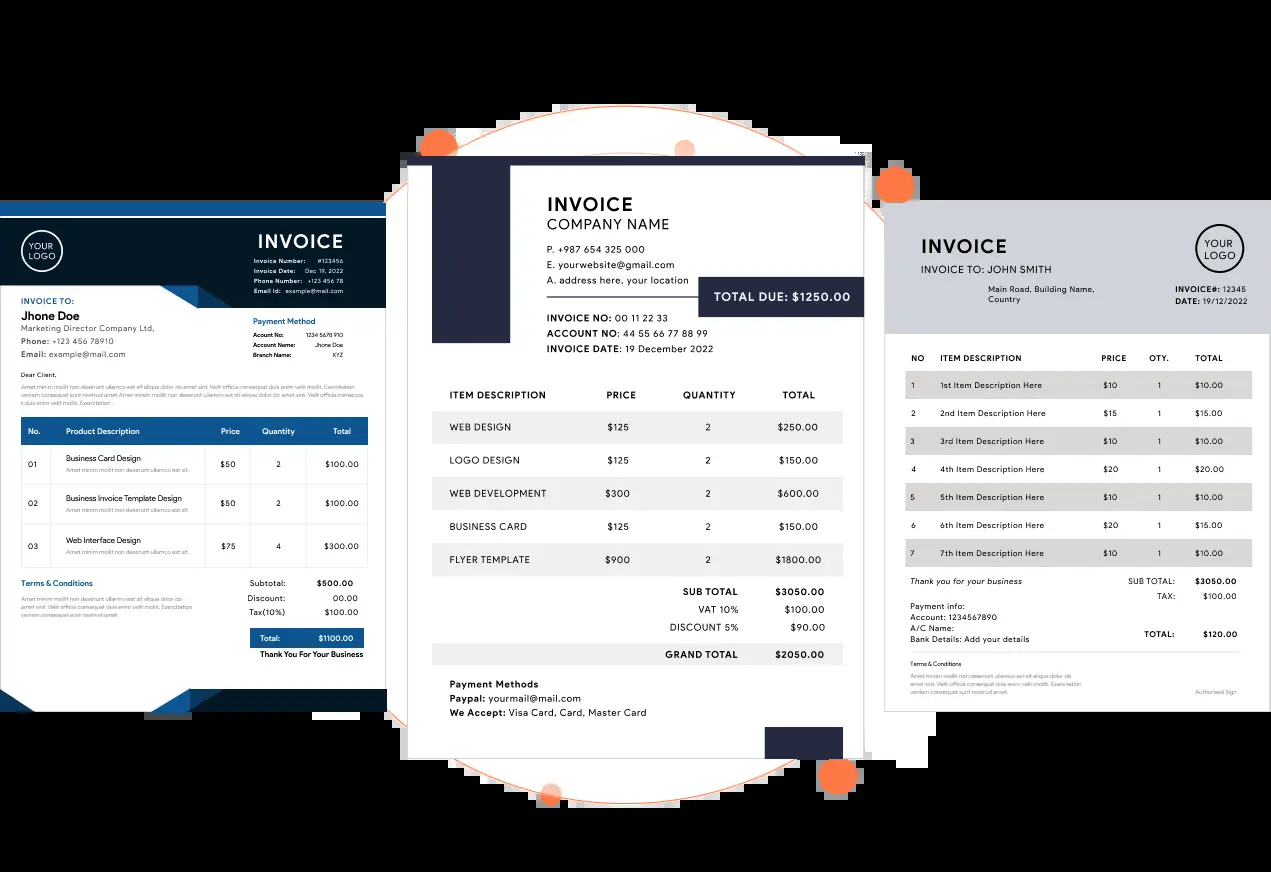 YOUR
LOGO
INVOICE
Invoice Number: #123456
Invoice Date: Dec 19, 2022
Phone Number: +123 456 78
Email Id: example@mail.com
INVOICE TO:
Jhone Doe
Marketing Director Company Ltd,
Phone: +123 456 78910
Email: example@mail.com
Payment Method
Acount No: 1234 5678 910
Account Name: Jhone Doe
Branch Name: XYZ
Dear Client,
Amet minim mollit non deserunt ullamco est sit aliqua dolor do amet sint. Velit officia consequat duis enim velit mollit. Exercitation
veniam consequat sunt nostrud amet Amet minim mollit non deserunt ullamco est sit aliqua dolor do amet sint. Velit officia consequa
t duis enim velit mollit. Exercitation .
No. Product Description Price Quantity Total
01 Business Card Design $50 2 $100.00
Amet minim mollit non deserunt ullamco est sit.
02 Business Invoice Template Design $50 2 $100.00
Amet minim mollit non deserunt ullamco est sit.
03 Web Interface Design $75 4 $300.00
Amet minim mollit non deserunt ullamco est sit.
Terms & Conditions
Amet minim mollit non deserunt ullamco est sit aliqua dolor do
amet sint. Velit officia consequat duis enim velit mollit. Exercitation
veniam consequat sunt nostrud amet.
Subtotal: $500.00
Discount: 00.00
Tax(10%) $100.00
Total: $1100.00
Thank You For Your Business
INVOICE
COMPANY NAME
P. +987 654 325 000
E. yourwebsite@gmail.com
A. address here, your location
TOTAL DUE: $1250.00
INVOICE NO: 00 11 22 33
ACCOUNT NO: 44 55 66 77 88 99
INVOICE DATE: 19 December 2022
ITEM DESCRIPTION PRICE QUANTITY TOTAL
WEB DESIGN $125 2 $250.00
LOGO DESIGN $125 2 $150.00
WEB DEVELOPMENT $300 2 $600.00
BUSINESS CARD $125 2 $150.00
FLYER TEMPLATE $900 2 $1800.00
SUB TOTAL $3050.00
VAT 10% $100.00
DISCOUNT 5% $90.00
GRAND TOTAL $2050.00
Payment Methods
Paypal: yourmail@mail.com
We Accept: Visa Card, Card, Master Card
INVOICE
INVOICE TO: JOHN SMITH
Main Road, Building Name,
Country
YOUR
LOGO
INVOICE#: 12345
DATE: 19/12/2022
NO ITEM DESCRIPTION PRICE QTY. TOTAL
1 1st Item Description Here $10 1 $10.00
2 2nd Item Description Here $15 1 $15.00
3 3rd Item Description Here $10 1 $10.00
4 4th Item Description Here $20 1 $20.00
5 5th Item Description Here $10 1 $10.00
6 6th Item Description Here $20 1 $15.00
7 7th Item Description Here $10 1 $10.00
Thank you for your business
SUB TOTAL: $3050.00
TAX: $100.00
TOTAL: $120.00
Payment info:
Account: 1234567890
A/C Name:
Bank Details: Add your details
Terms & Conditions
Amet minim mollit non deserunt ullamco est sit aliqua dolor do
amet sint. Velit officia consequat duis enim velit mollit. Exercitation
veniam consequat sunt nostrud amet.
Authorised Sign